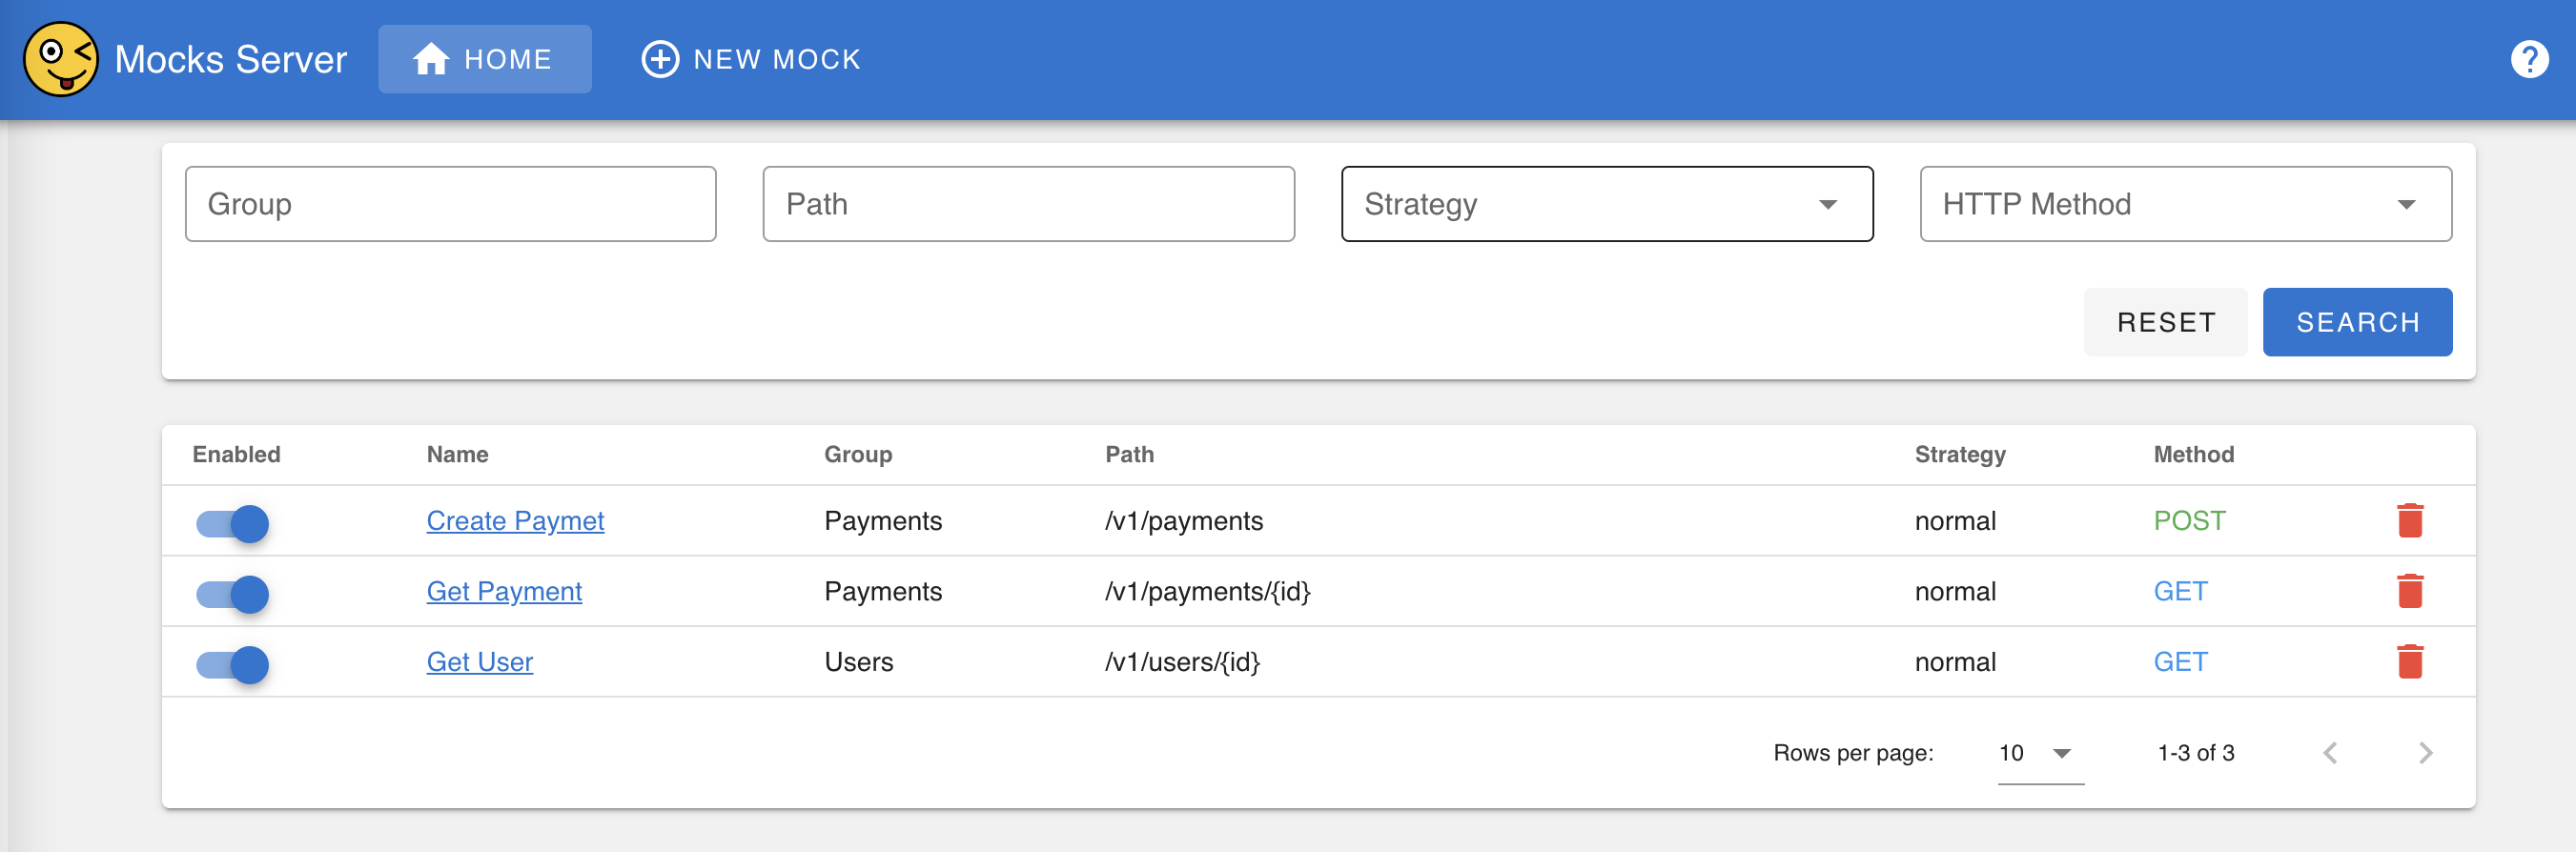 Mocks Server HOME NEW MOCK ?
Group Path Strategy HTTP Method
RESET SEARCH
Enabled Name Group Path Strategy Method
Create Paymet Payments /v1/payments normal POST
Get Payment Payments /v1/payments/{id} normal GET
Get User Users /v1/users/{id} normal GET
Rows per page: 10 1-3 of 3